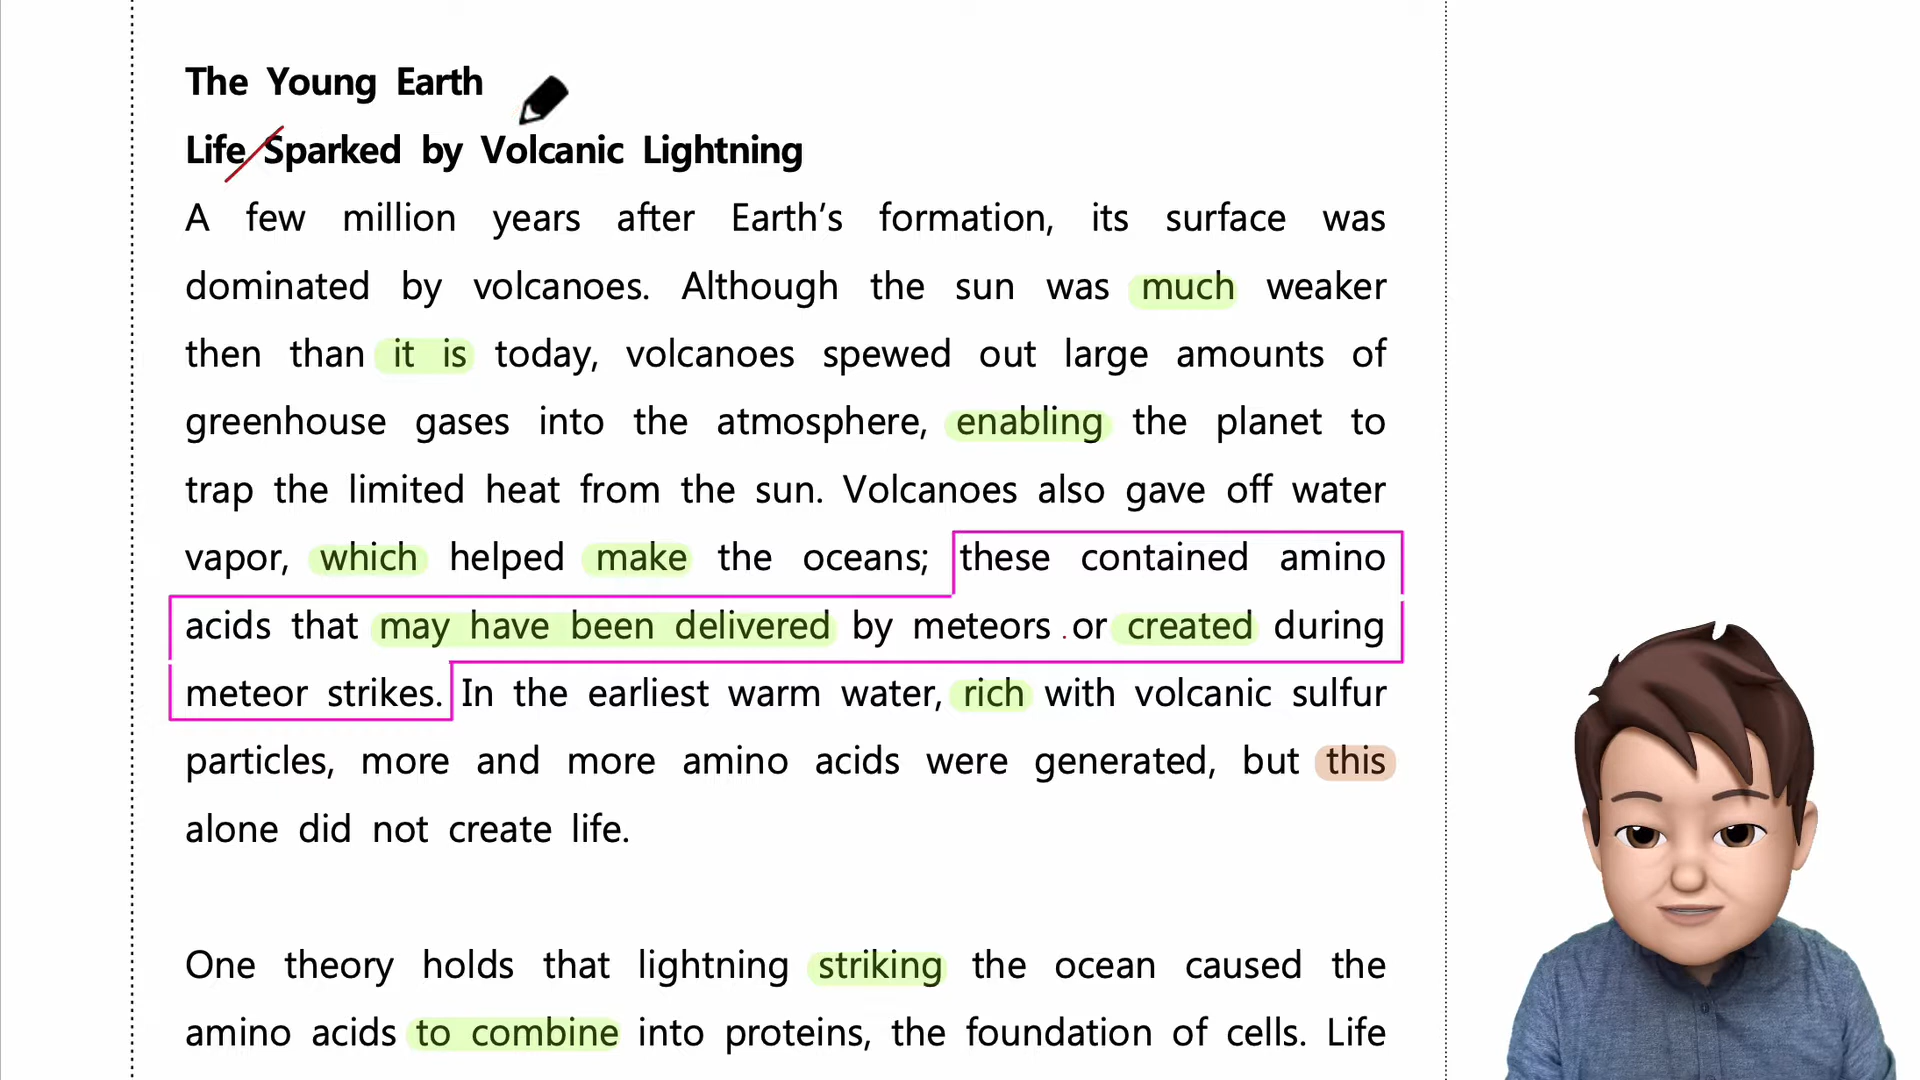 The Young Earth
Life Sparked by Volcanic Lightning
A few million years after Earth’s formation, its surface was
dominated by volcanoes. Although the sun was much weaker
then than it is today, volcanoes spewed out large amounts of
greenhouse gases into the atmosphere, enabling the planet to
trap the limited heat from the sun. Volcanoes also gave off water
vapor, which helped make the oceans; these contained amino
acids that may have been delivered by meteors or created during
meteor strikes. In the earliest warm water, rich with volcanic sulfur
particles, more and more amino acids were generated, but this
alone did not create life.
One theory holds that lightning striking the ocean caused the
amino acids to combine into proteins, the foundation of cells. Life